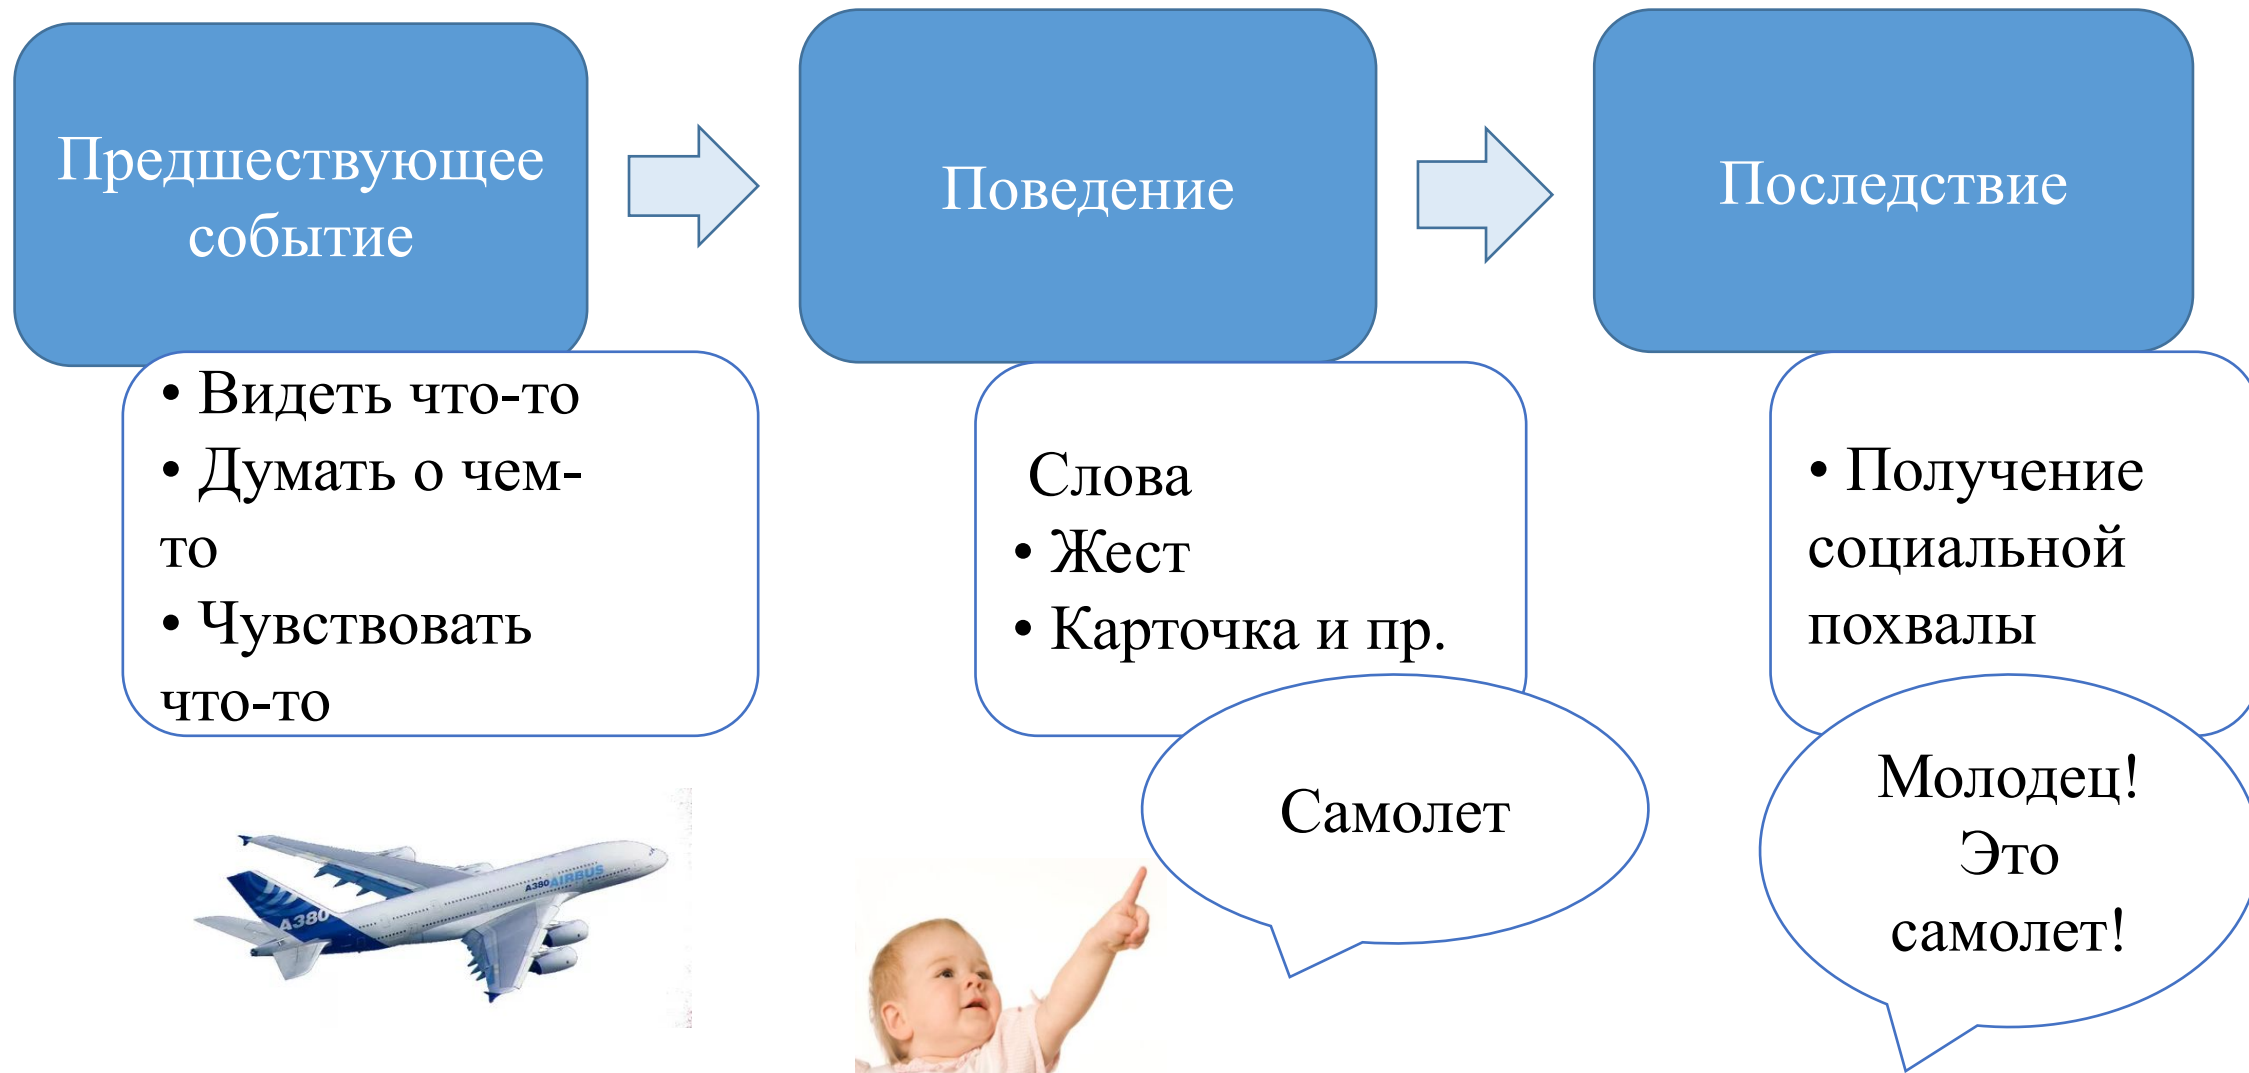 Предшествующее
событие
Поведение
Последствие
• Видеть что-то
• Думать о чем-
то
• Чувствовать
что-то
Слова
• Жест
• Карточка и пр.
• Получение
социальной
похвалы
Самолет
Молодец!
Это
самолет!
A380 AIRBUS
A380